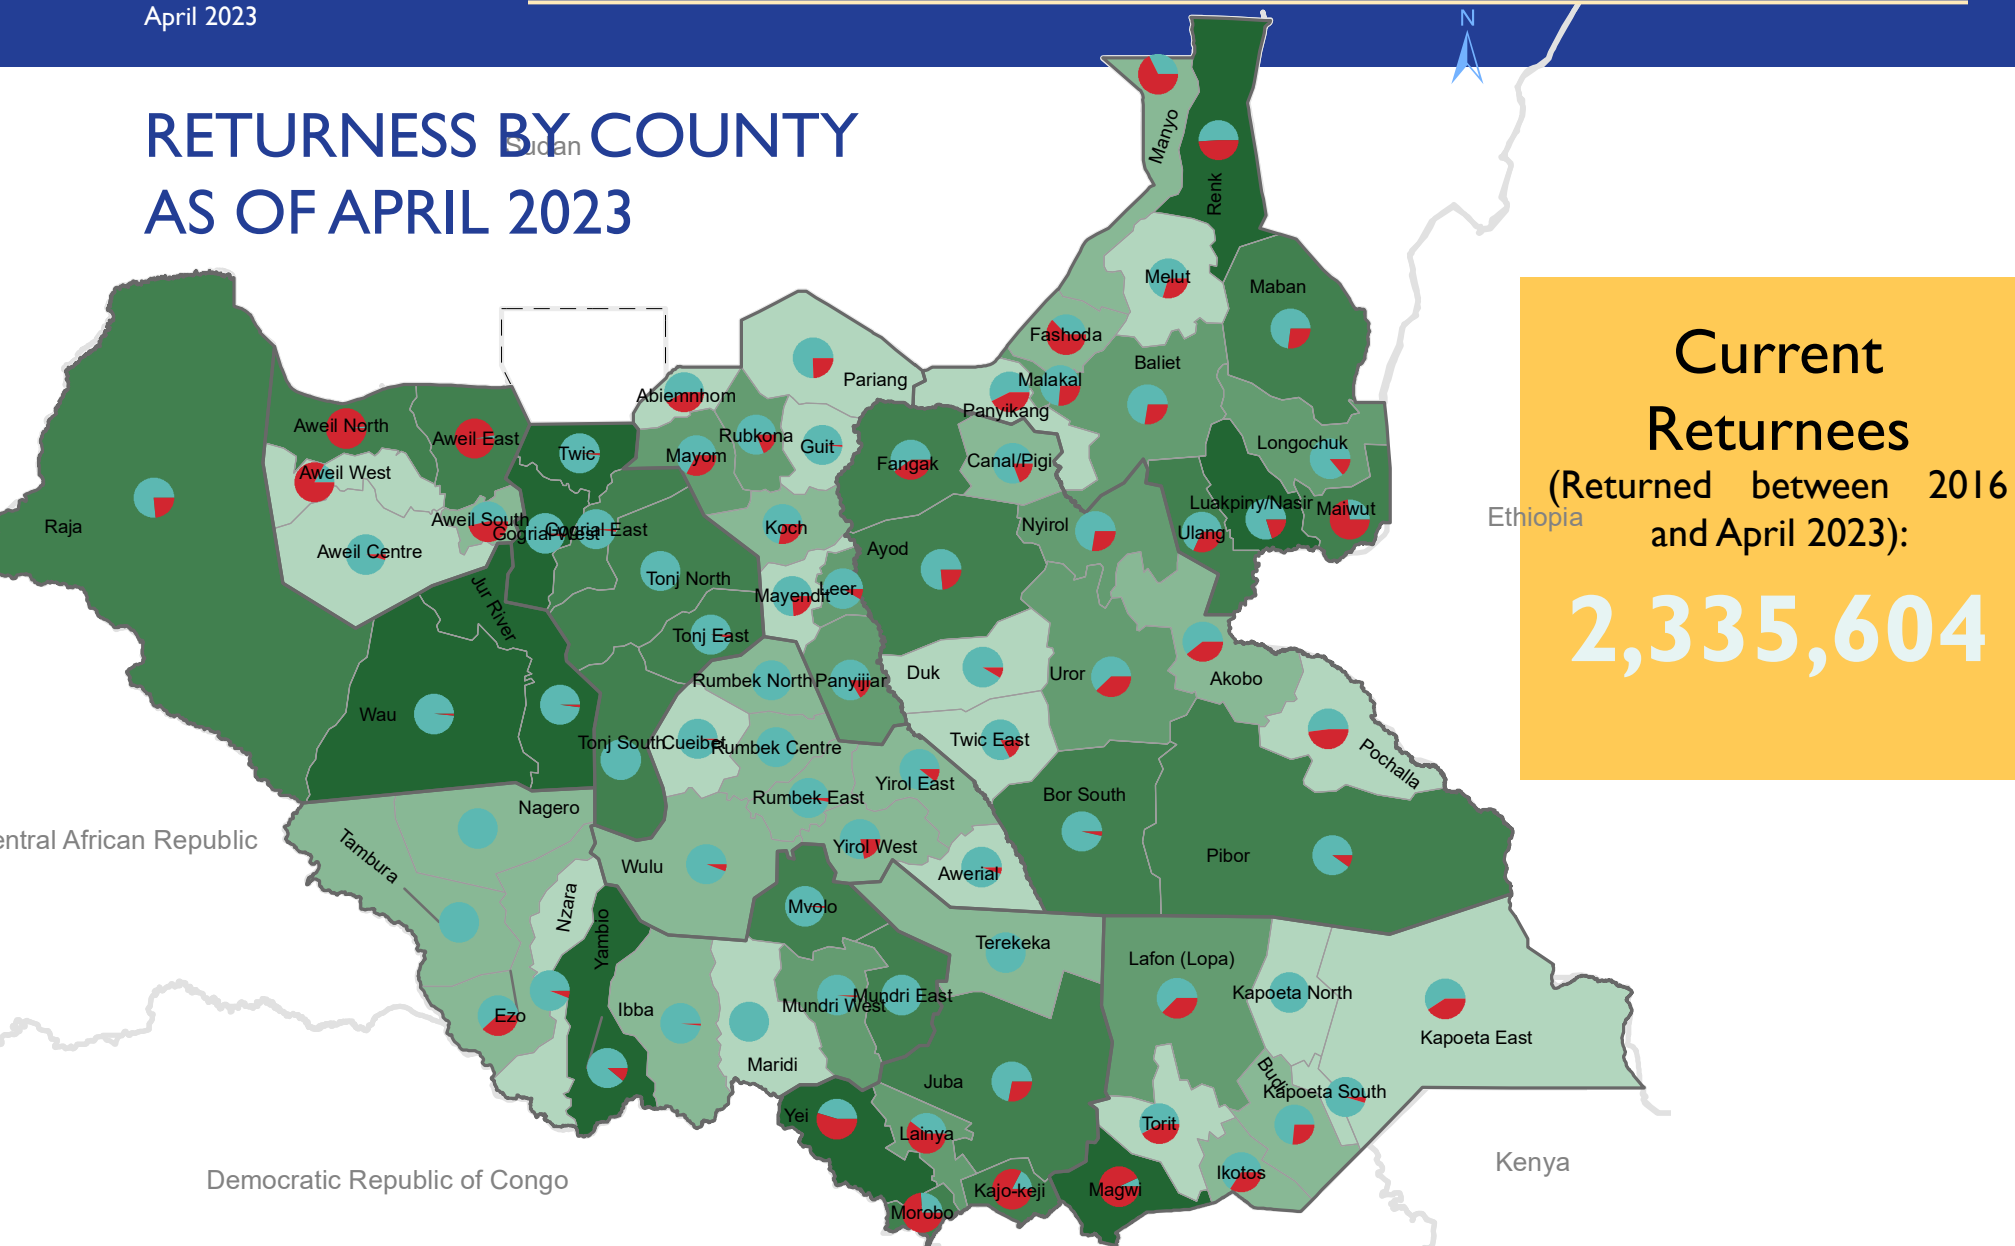 April 2023
N
RETURNESS BY COUNTY
AS OF APRIL 2023
Sudan
Manyo
Renk
Melut
Maban
Fashoda
Baliet
Malakal
Panyikang
Pariang
Abiemnhom
Rubkona
Guit
Mayom
Aweil North
Aweil East
Twic
Fangak
Canal/Pigi
Longochuk
Aweil West
Luakpiny/Nasir
Maiwut
Raja
Aweil South
Gogrial West
Gogrial East
Koch
Nyirol
Ulang
Ethiopia
Aweil Centre
Ayod
Tonj North
Mayendit
Leer
Jur River
Tonj East
Duk
Uror
Akobo
Rumbek North
Panyijiar
Wau
Tonj South
Cueibet
Rumbek Centre
Twic East
Pochalla
Yirol East
Rumbek East
Bor South
Nagero
entral African Republic
Tambura
Wulu
Yirol West
Awerial
Pibor
Nzara
Yambio
Mvolo
Terekeka
Lafon (Lopa)
Kapoeta North
Mundri West
Mundri East
Ezo
Ibba
Kapoeta East
Maridi
Juba
Budi
Kapoeta South
Yei
Lainya
Torit
Ikotos
Kenya
Democratic Republic of Congo
Kajo-keji
Magwi
Morobo
Current
Returnees
(Returned between 2016
and April 2023):
2,335,604